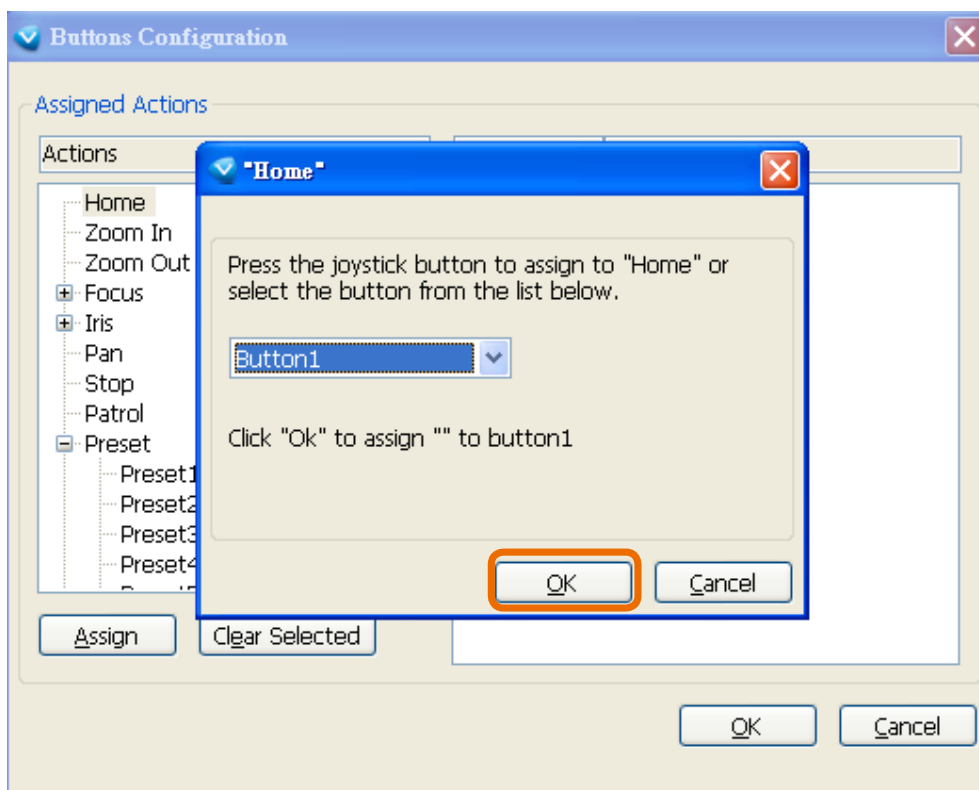 Buttons Configuration
Assigned Actions
Actions
"Home"
Home
Zoom In
Zoom Out
Focus
Iris
Pan
Stop
Patrol
Preset
Preset1
Preset2
Preset3
Preset4
Press the joystick button to assign to "Home" or
select the button from the list below.
Button1
Click "Ok" to assign "" to button1
OK
Cancel
Assign
Clear Selected
OK
Cancel